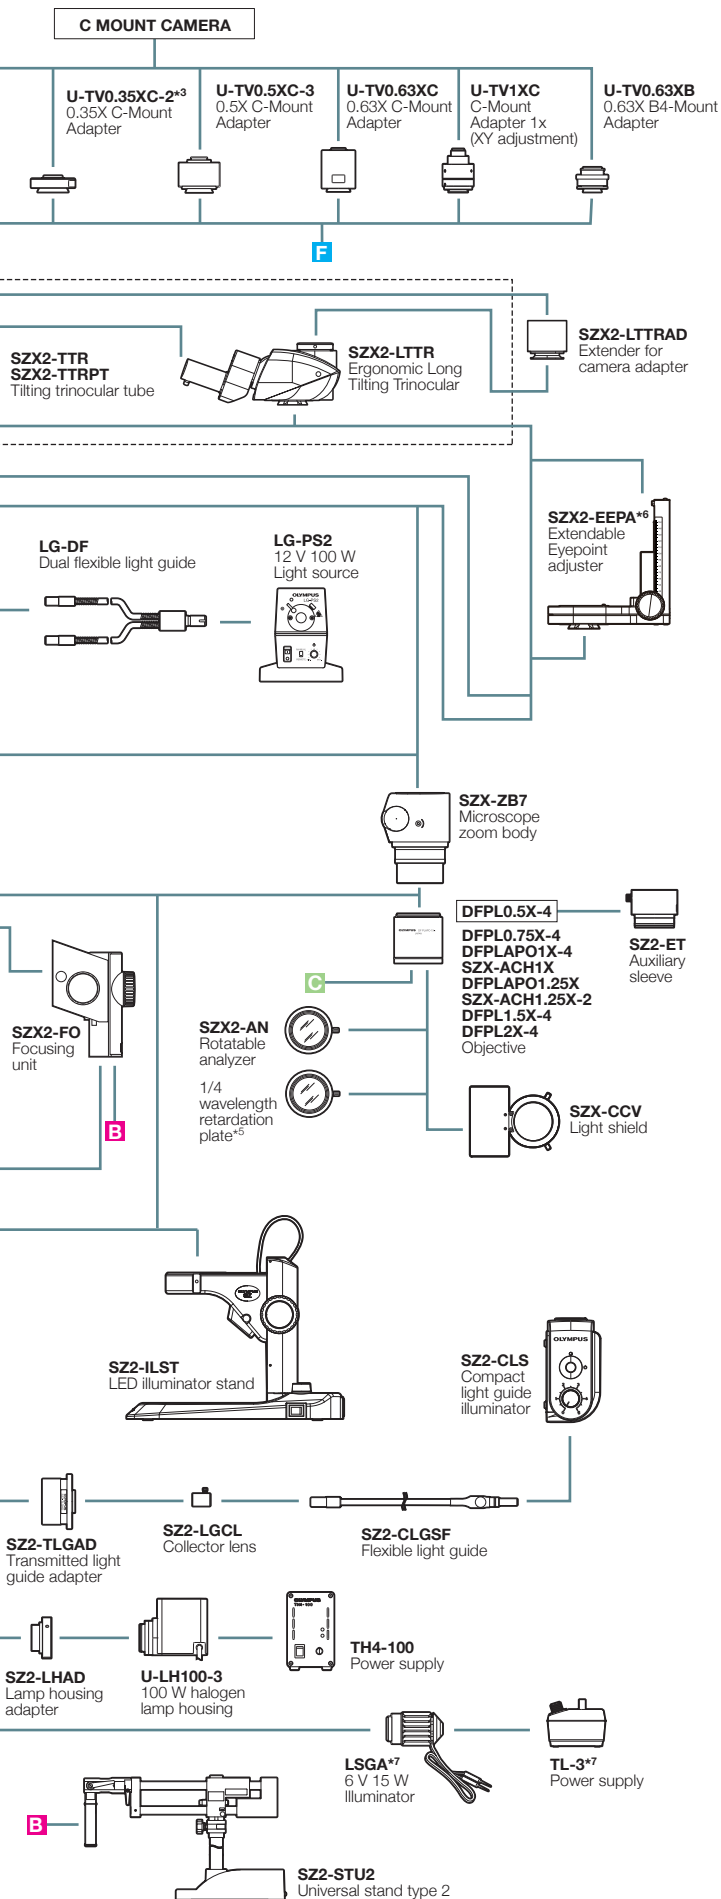 C MOUNT CAMERA
U-TV0.35XC-2*3
0.35X C-Mount
Adapter
U-TV0.5XC-3
0.5X C-Mount
Adapter
U-TV0.63XC
0.63X C-Mount
Adapter
U-TV1XC
C-Mount
Adapter 1x
(XY adjustment)
U-TV0.63XB
0.63X B4-Mount
Adapter
F
SZX2-TTR
SZX2-TTRPT
Tilting trinocular tube
SZX2-LTTR
Ergonomic Long
Tilting Trinocular
SZX2-LTTRAD
Extender for
camera adapter
SZX2-EEPA*6
Extendable
Eyepoint
adjuster
LG-DF
Dual flexible light guide
LG-PS2
12 V 100 W
Light source
OLYMPUS
LG-PS2
SZX-ZB7
Microscope
zoom body
DFPL0.5X-4
DFPL0.75X-4
DFPLAPO1X-4
SZX-ACH1X
DFPLAPO1.25X
SZX-ACH1.25X-2
DFPL1.5X-4
DFPL2X-4
Objective
SZ2-ET
Auxiliary
sleeve
C
SZX2-FO
Focusing
unit
B
SZX2-AN
Rotatable
analyzer
1/4
wavelength
retardation
plate*5
SZX-CCV
Light shield
SZ2-ILST
LED illuminator stand
SZ2-CLS
Compact
light guide
illuminator
OLYMPUS
SZ2-TLGAD
Transmitted light
guide adapter
SZ2-LGCL
Collector lens
SZ2-CLGSF
Flexible light guide
SZ2-LHAD
Lamp housing
adapter
U-LH100-3
100 W halogen
lamp housing
OLYMPUS
TH4-100
TH4-100
Power supply
LSGA*7
6 V 15 W
Illuminator
TL-3*7
Power supply
B
SZ2-STU2
Universal stand type 2